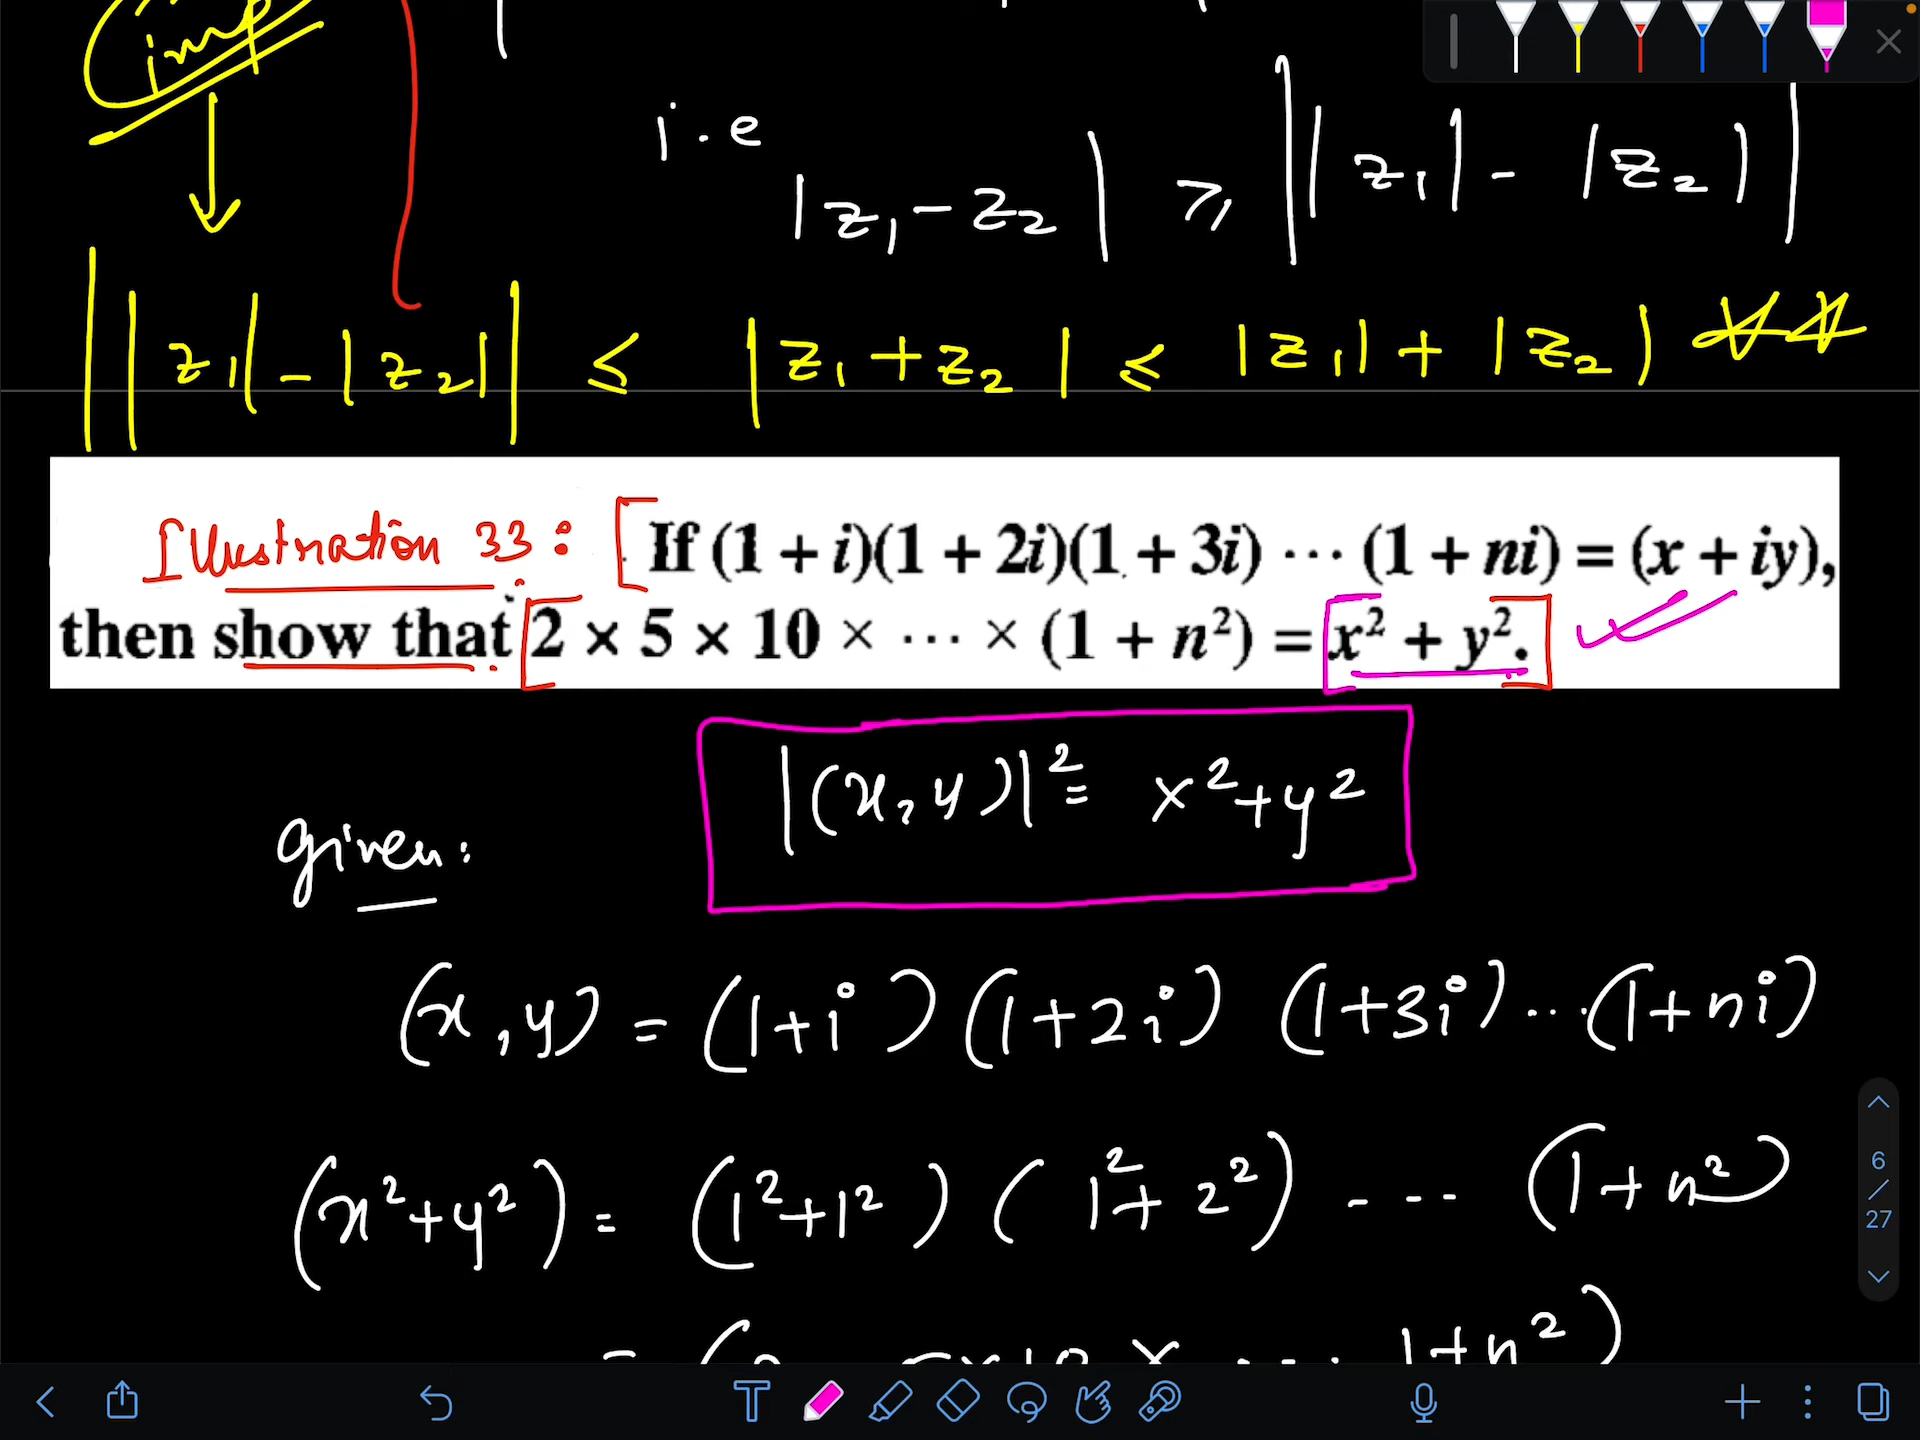 imp
i.e
|z₁ - z₂| ≥ ||z₁| - |z₂||
||z₁| - |z₂|| ≤ |z₁ + z₂| ≤ |z₁| + |z₂|
Illustration 33: If (1 + i)(1 + 2i)(1 + 3i) ⋯ (1 + ni) = (x + iy),
then show that 2 × 5 × 10 × ⋯ × (1 + n²) = x² + y².
|(x, y)|² = x² + y²
Given:
(x, y) = (1+i) (1+2i) (1+3i) ... (1+ni)
(x²+y²) = (1²+1²) (1²+2²) ---- (1+n²)
6
/
27